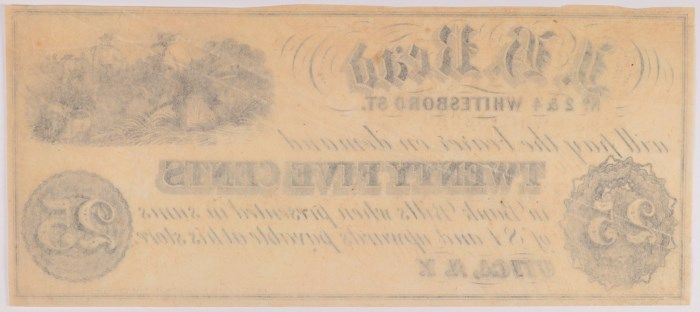 J. B. Read
Nº 2 & 4 WHITESBORO ST.
will pay the bearer on demand
TWENTY FIVE CENTS
in Bank Bills when presented in sums
of $1 and upwards payable at his store.
UTICA, N. Y.
25
25